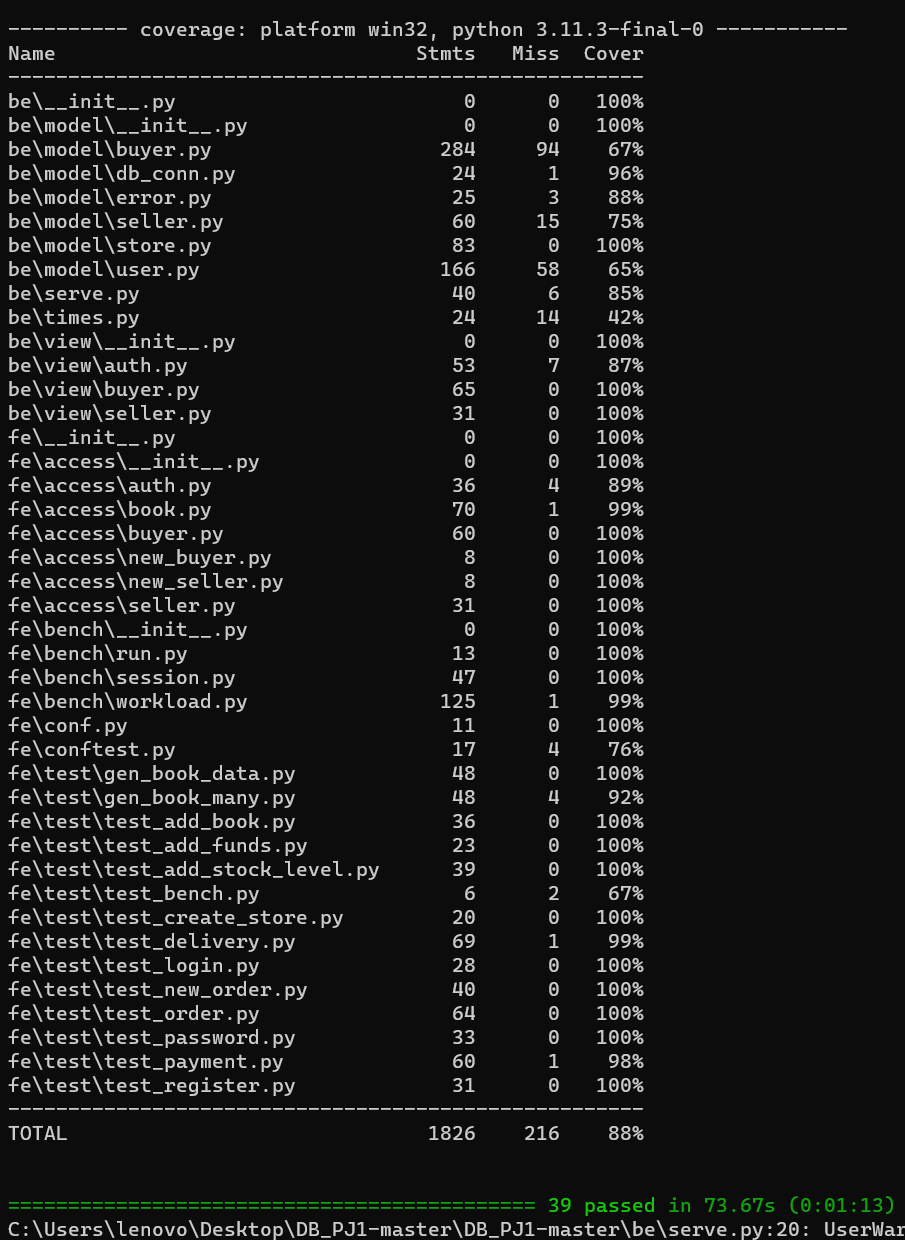 ---------- coverage: platform win32, python 3.11.3-final-0 -----------
Name                              Stmts   Miss  Cover
-----------------------------------------------------
be\__init__.py                        0      0   100%
be\model\__init__.py                  0      0   100%
be\model\buyer.py                   284     94    67%
be\model\db_conn.py                  24      1    96%
be\model\error.py                    25      3    88%
be\model\seller.py                   60     15    75%
be\model\store.py                    83      0   100%
be\model\user.py                    166     58    65%
be\serve.py                          40      6    85%
be\times.py                          24     14    42%
be\view\__init__.py                   0      0   100%
be\view\auth.py                      53      7    87%
be\view\buyer.py                     65      0   100%
be\view\seller.py                    31      0   100%
fe\__init__.py                        0      0   100%
fe\access\__init__.py                 0      0   100%
fe\access\auth.py                    36      4    89%
fe\access\book.py                    70      1    99%
fe\access\buyer.py                   60      0   100%
fe\access\new_buyer.py                8      0   100%
fe\access\new_seller.py               8      0   100%
fe\access\seller.py                  31      0   100%
fe\bench\__init__.py                  0      0   100%
fe\bench\run.py                      13      0   100%
fe\bench\session.py                  47      0   100%
fe\bench\workload.py                125      1    99%
fe\conf.py                           11      0   100%
fe\conftest.py                       17      4    76%
fe\test\gen_book_data.py             48      0   100%
fe\test\gen_book_many.py             48      4    92%
fe\test\test_add_book.py             36      0   100%
fe\test\test_add_funds.py            23      0   100%
fe\test\test_add_stock_level.py      39      0   100%
fe\test\test_bench.py                 6      2    67%
fe\test\test_create_store.py         20      0   100%
fe\test\test_delivery.py             69      1    99%
fe\test\test_login.py                28      0   100%
fe\test\test_new_order.py            40      0   100%
fe\test\test_order.py                64      0   100%
fe\test\test_password.py             33      0   100%
fe\test\test_payment.py              60      1    98%
fe\test\test_register.py             31      0   100%
-----------------------------------------------------
TOTAL                              1826    216    88%
============================================ 39 passed in 73.67s (0:01:13)
C:\Users\lenovo\Desktop\DB_PJ1-master\DB_PJ1-master\be\serve.py:20: UserWar